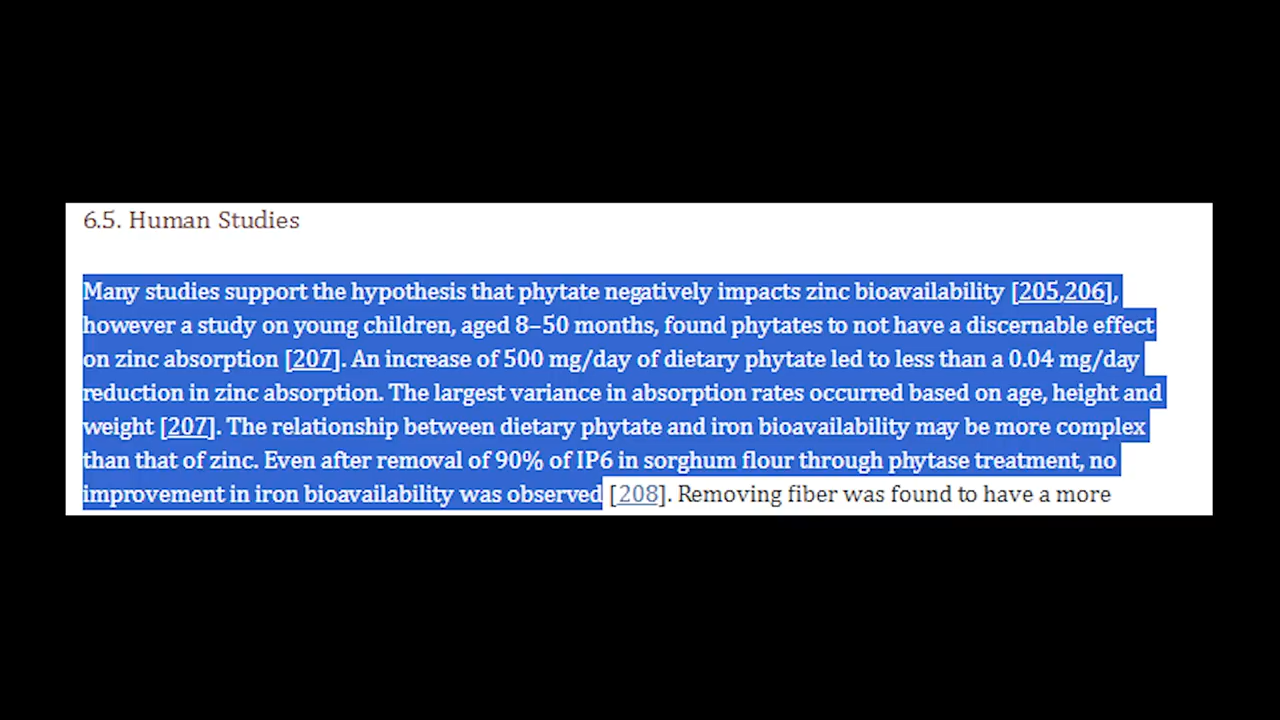 6.5. Human Studies
Many studies support the hypothesis that phytate negatively impacts zinc bioavailability [205,206],
however a study on young children, aged 8–50 months, found phytates to not have a discernable effect
on zinc absorption [207]. An increase of 500 mg/day of dietary phytate led to less than a 0.04 mg/day
reduction in zinc absorption. The largest variance in absorption rates occurred based on age, height and
weight [207]. The relationship between dietary phytate and iron bioavailability may be more complex
than that of zinc. Even after removal of 90% of IP6 in sorghum flour through phytase treatment, no
improvement in iron bioavailability was observed [208]. Removing fiber was found to have a more